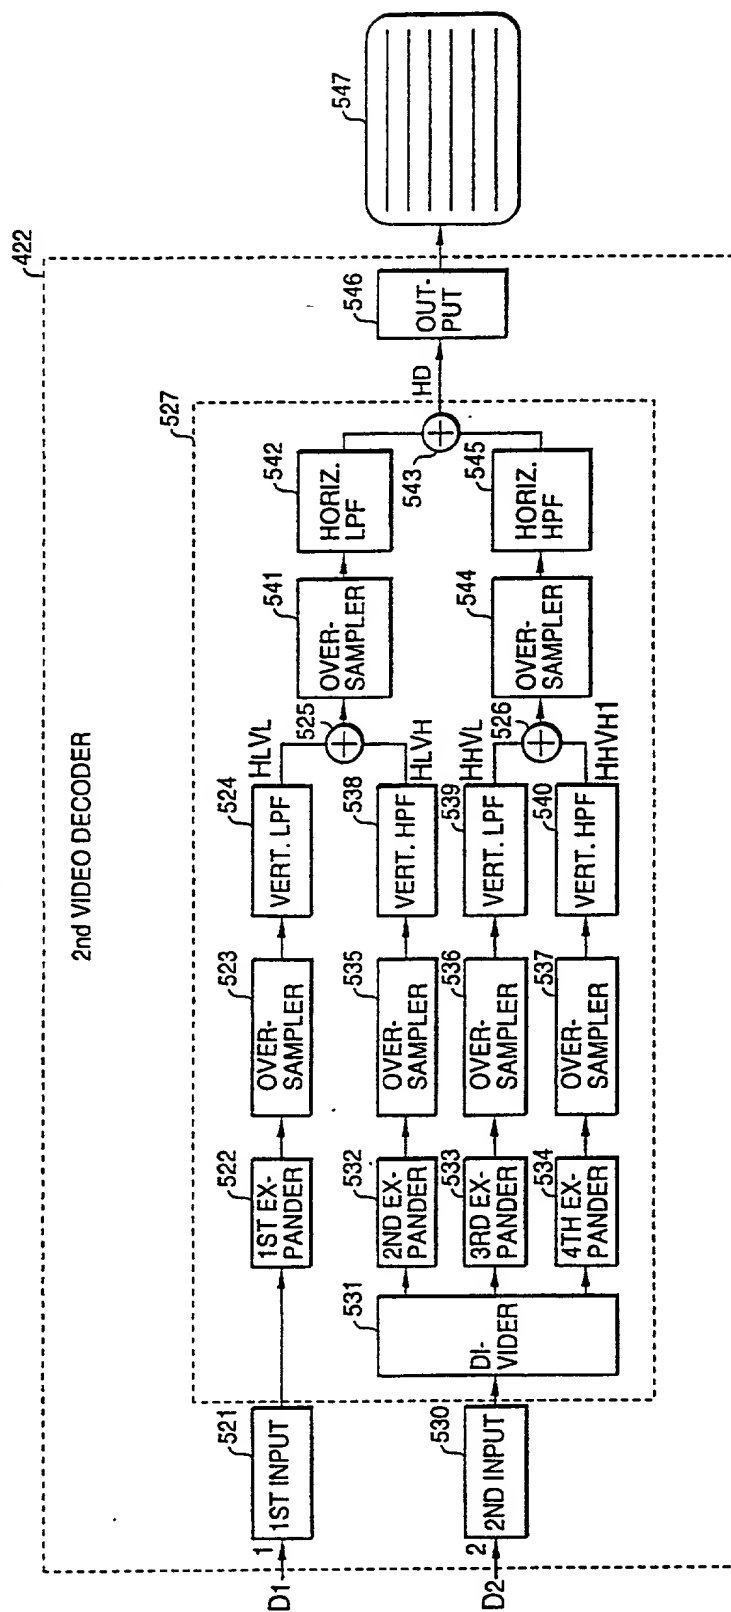 2nd VIDEO DECODER
422
527
D1
1
521
1ST INPUT
522
1ST EX-
PANDER
523
OVER-
SAMPLER
524
VERT. LPF
HLVL
525
541
OVER-
SAMPLER
542
HORIZ.
LPF
D2
2
530
2ND INPUT
531
DI-
VIDER
532
2ND EX-
PANDER
535
OVER-
SAMPLER
538
VERT. HPF
HLVH
533
3RD EX-
PANDER
536
OVER-
SAMPLER
539
VERT. LPF
HHVL
526
534
4TH EX-
PANDER
537
OVER-
SAMPLER
540
VERT. HPF
HHVH1
544
OVER-
SAMPLER
545
HORIZ.
HPF
543
HD
546
OUT-
PUT
547